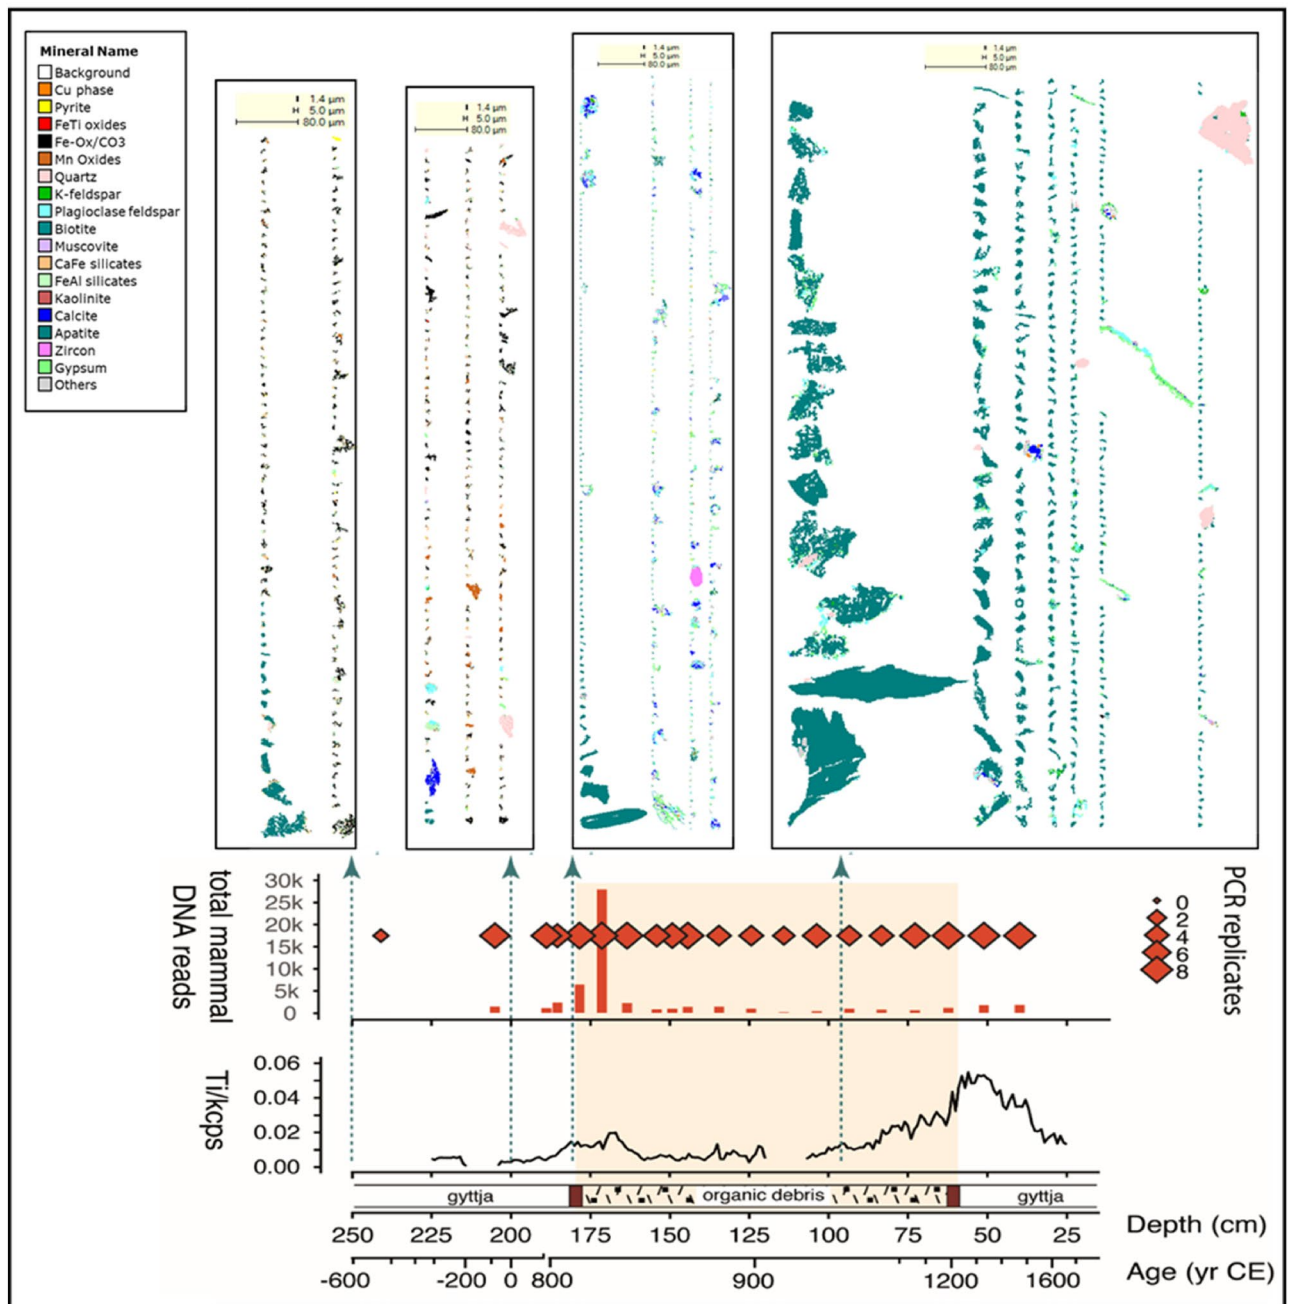 Mineral Name
Background
Cu phase
Pyrite
FeTi oxides
Fe-Ox/CO3
Mn Oxides
Quartz
K-feldspar
Plagioclase feldspar
Biotite
Muscovite
CaFe silicates
FeAl silicates
Kaolinite
Calcite
Apatite
Zircon
Gypsum
Others
1.4 μm
5.0 μm
80.0 μm
1.4 μm
5.0 μm
80.0 μm
1.4 μm
5.0 μm
80.0 μm
1.4 μm
5.0 μm
80.0 μm
total mammal
DNA reads
30k
25k
20k
15k
10k
5k
0
PCR replicates
0
2
4
6
8
Ti/kcps
0.06
0.04
0.02
0.00
gyttja organic debris gyttja
250 225 200 175 150 125 100 75 50 25 Depth (cm)
-600 -200 0 800 900 1200 1600 Age (yr CE)